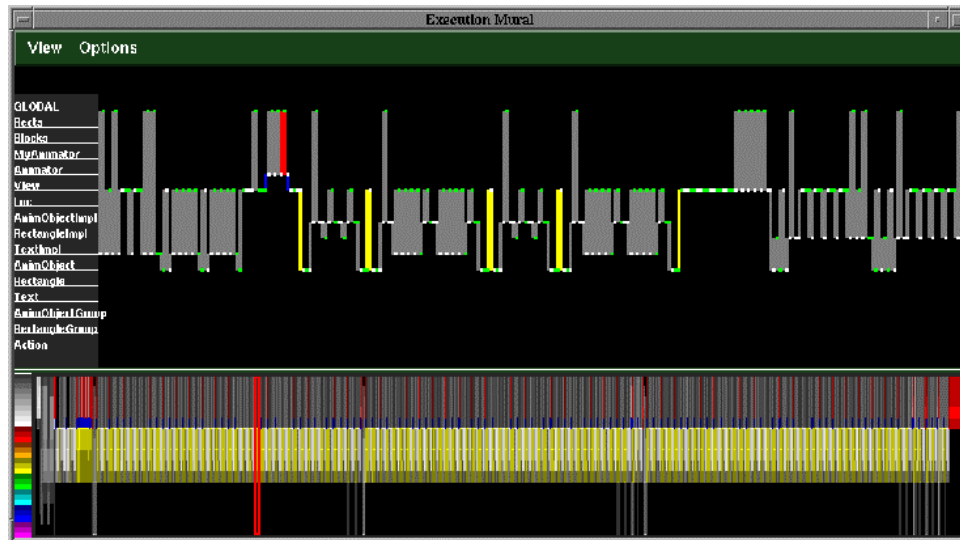 Execution Mural
View Options
GLOBAL
Rects
Blocks
MyAnimator
Animator
View
AnimObjectImpl
RectangleImpl
TextImpl
AnimObject
Rectangle
Text
AnimObjectGroup
RectangleGroup
Action